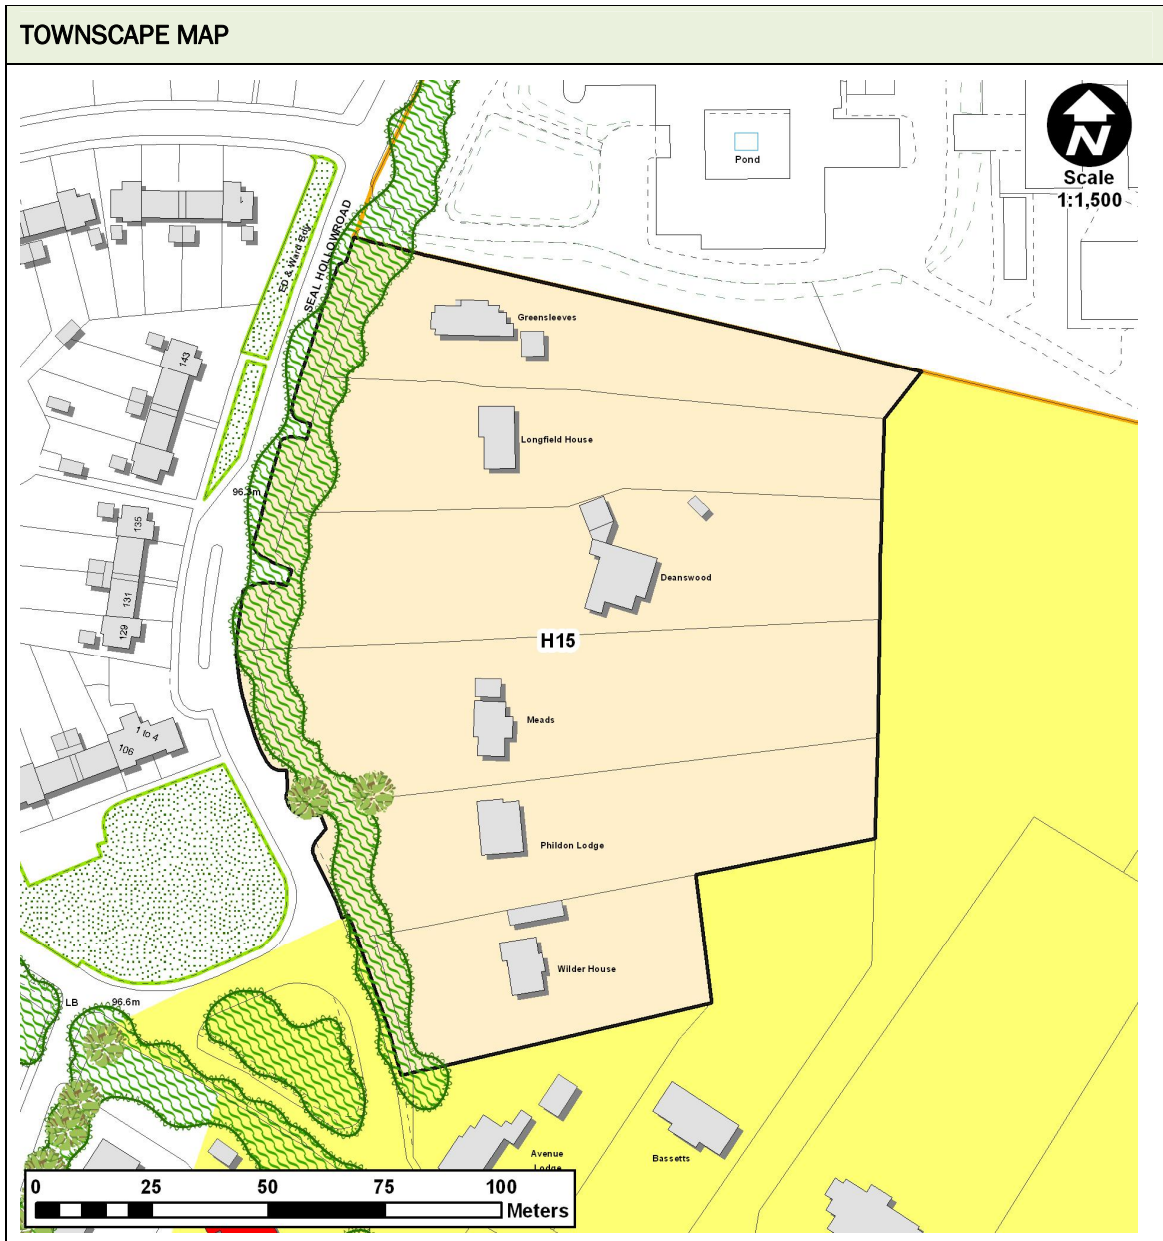 TOWNSCAPE MAP
N
Scale
1:1,500
Pond
SEAL HOLLOWROAD
ED & Ward Bdy
Greensleeves
143
Longfield House
96.3m
135
Deanswood
131
129
H15
Meads
1 to 4
106
Phildon Lodge
Wilder House
LB
96.6m
Avenue
Lodge
Bassetts
0 25 50 75 100
Meters